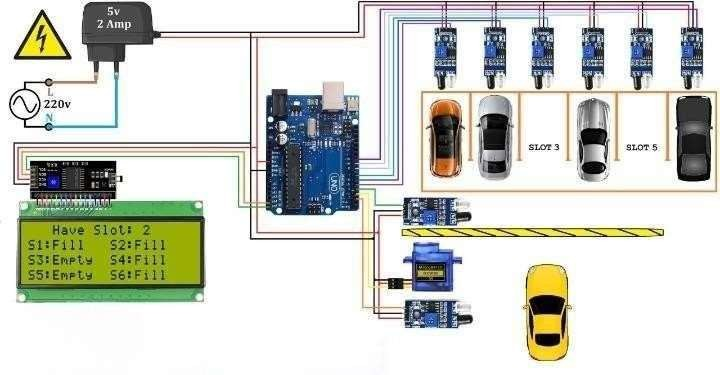 5v
2 Amp
L
220v
N
UNO
SLOT 3
SLOT 5
Have Slot: 2
S1:Fill S2:Fill
S3:Empty S4:Fill
S5:Empty S6:Fill